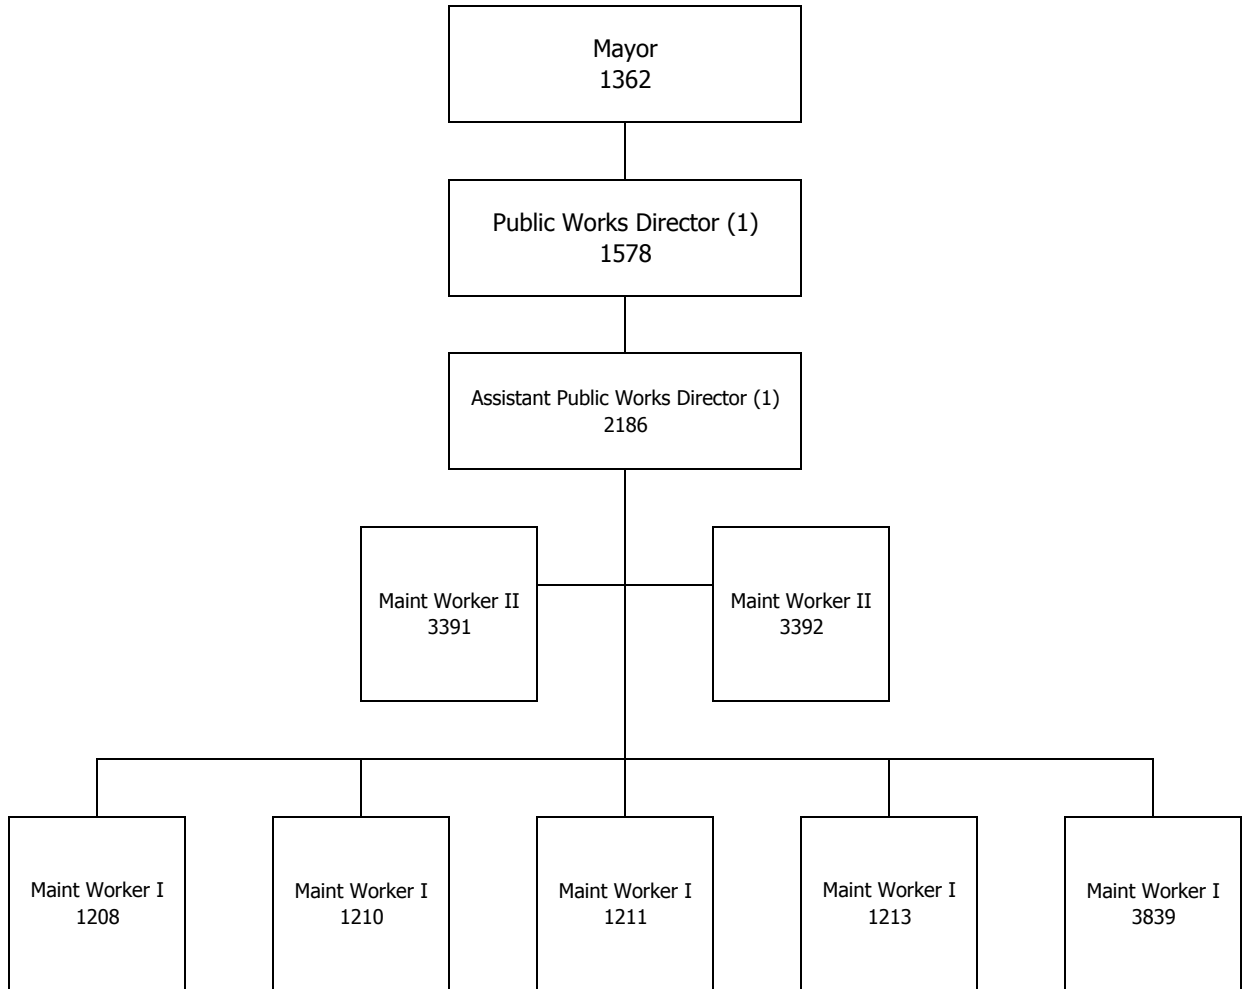 Mayor
1362
Public Works Director (1)
1578
Assistant Public Works Director (1)
2186
Maint Worker II
3391
Maint Worker II
3392
Maint Worker I
1208
Maint Worker I
1210
Maint Worker I
1211
Maint Worker I
1213
Maint Worker I
3839